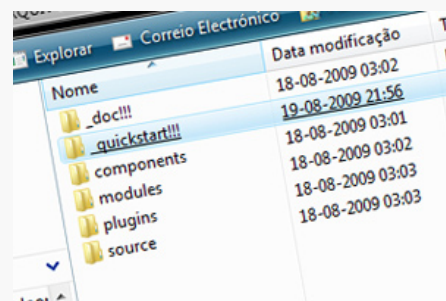 Explorar Correio Electrónico
Nome Data modificação
_doc!!! 18-08-2009 03:02
_quickstart!!! 19-08-2009 21:56
components 18-08-2009 03:01
modules 18-08-2009 03:02
plugins 18-08-2009 03:03
source 18-08-2009 03:03